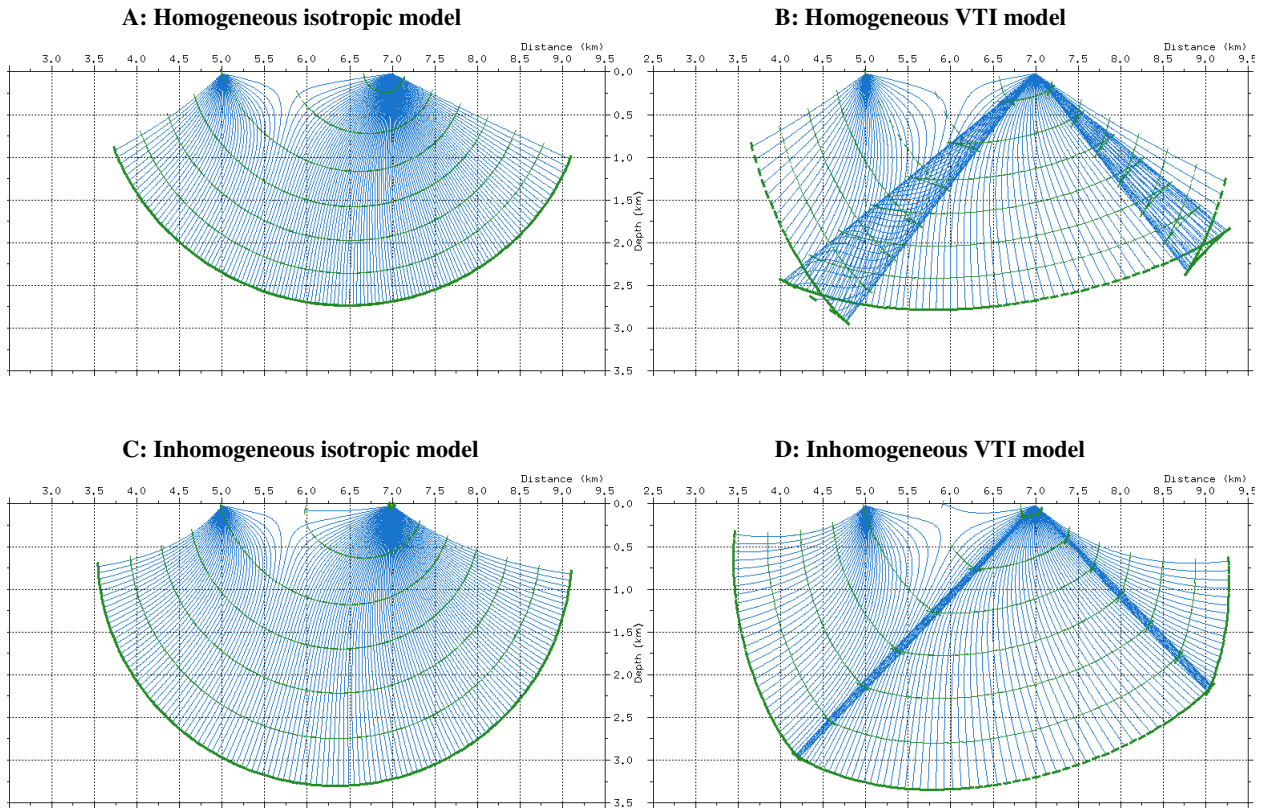 A: Homogeneous isotropic model
B: Homogeneous VTI model
Distance (km)
3.0 3.5 4.0 4.5 5.0 5.5 6.0 6.5 7.0 7.5 8.0 8.5 9.0 9.5
0.0
0.5
1.0
1.5
2.0
2.5
3.0
3.5
Depth (km)
Distance (km)
3.0 3.5 4.0 4.5 5.0 5.5 6.0 6.5 7.0 7.5 8.0 8.5 9.0 9.5
C: Inhomogeneous isotropic model
D: Inhomogeneous VTI model
Distance (km)
3.0 3.5 4.0 4.5 5.0 5.5 6.0 6.5 7.0 7.5 8.0 8.5 9.0 9.5
0.0
0.5
1.0
1.5
2.0
2.5
3.0
3.5
Depth (km)
Distance (km)
2.5 3.0 3.5 4.0 4.5 5.0 5.5 6.0 6.5 7.0 7.5 8.0 8.5 9.0 9.5